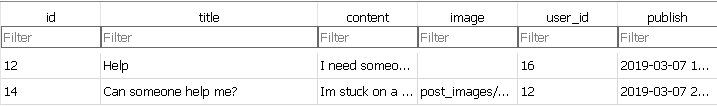 id title content image user_id publish
Filter Filter Filter Filter Filter Filter
12 Help I need someo... 16 2019-03-07 1...
14 Can someone help me? Im stuck on a ... post_images/... 12 2019-03-07 2...